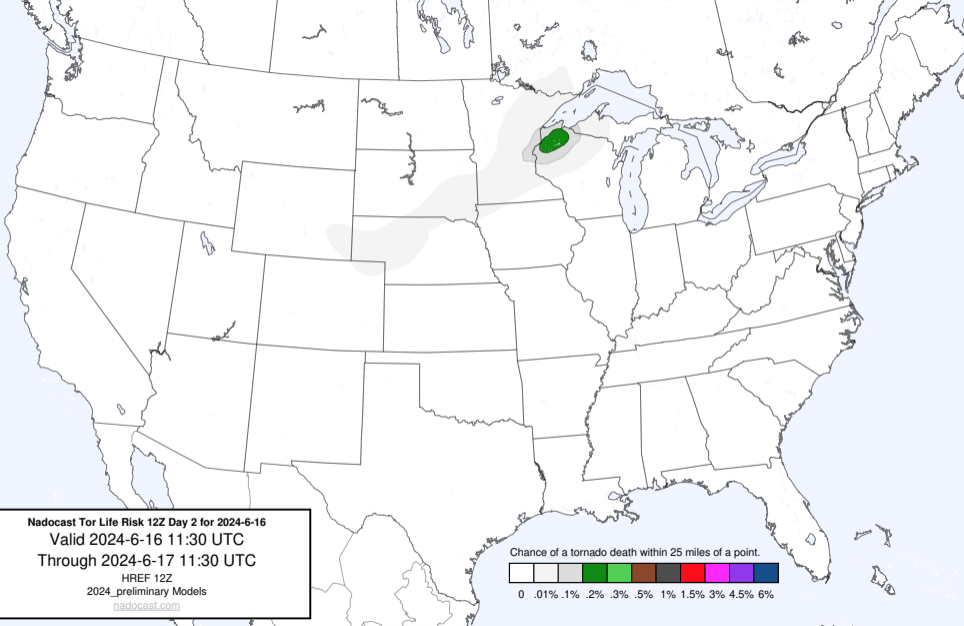 Nadocast Tor Life Risk 12Z Day 2 for 2024-6-16
Valid 2024-6-16 11:30 UTC
Through 2024-6-17 11:30 UTC
HREF 12Z
2024_preliminary Models
nadocast.com
Chance of a tornado death within 25 miles of a point.
0 .01% .1% .2% .3% .5% 1% 1.5% 3% 4.5% 6%